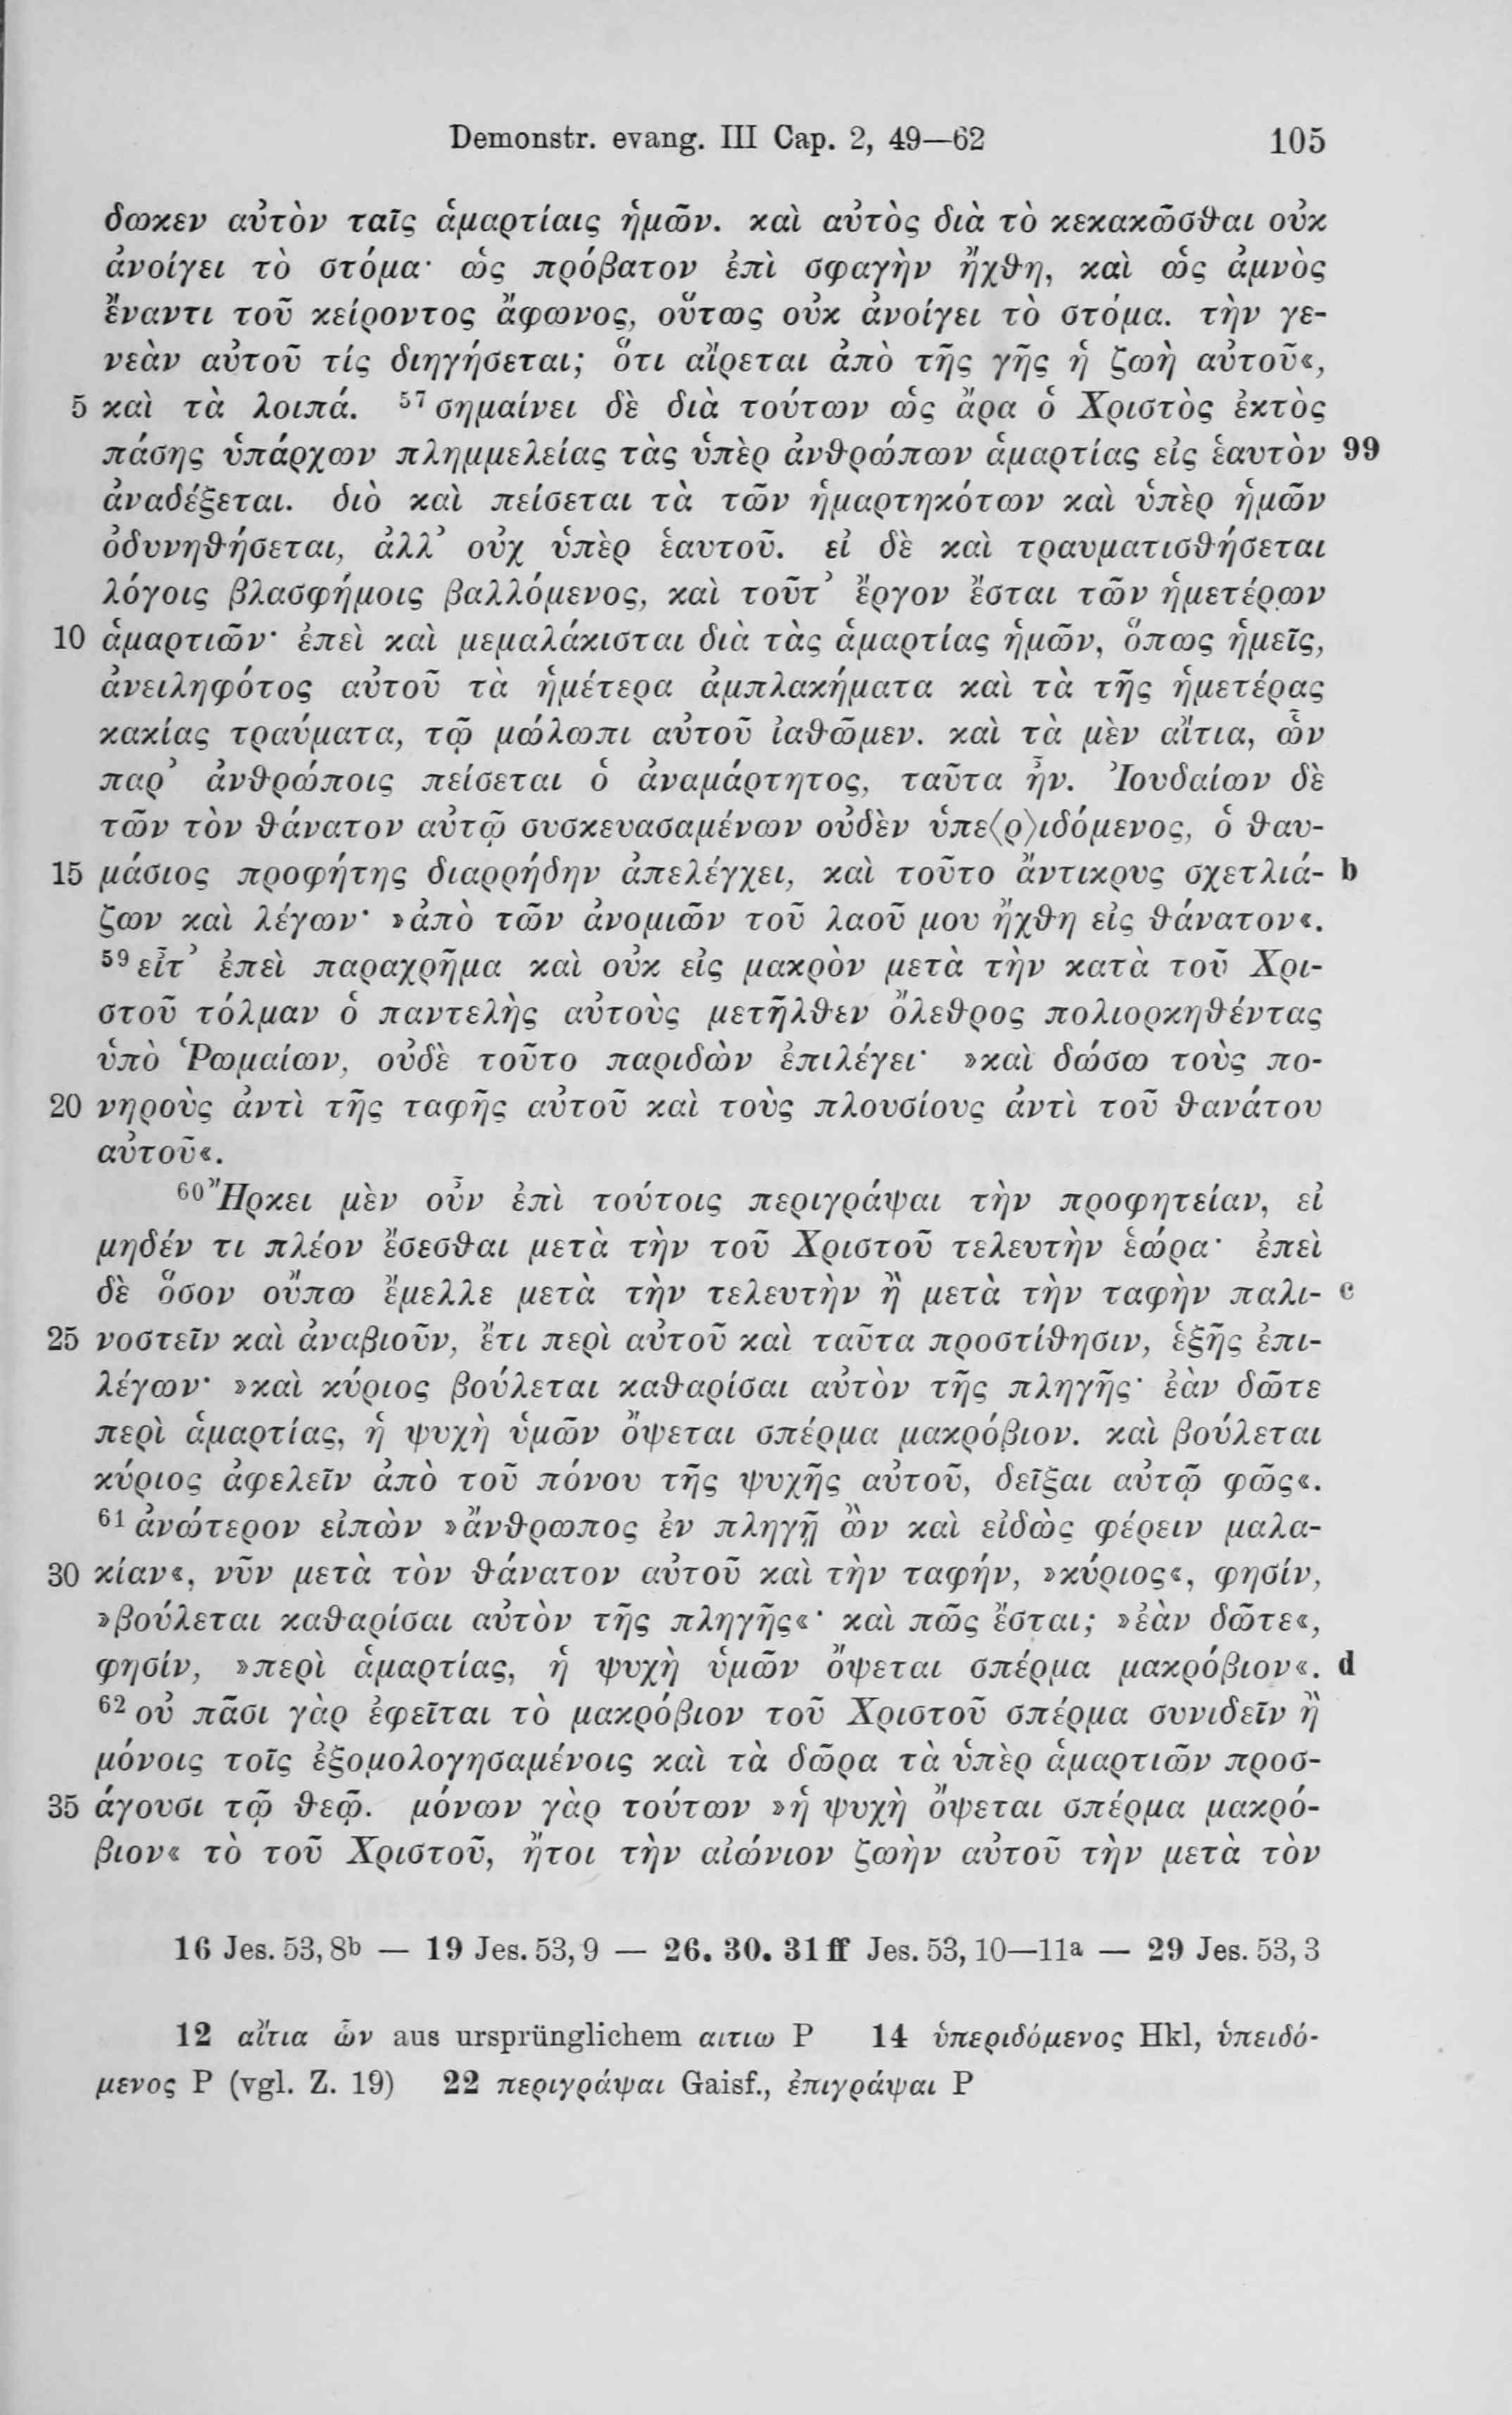 Demonstr. evang. III Cap. 2, 49—62 105
δωκεν αὐτὸν ταῖς ἁμαρτίαις ἡμῶν. καὶ αὐτὸς διὰ τὸ κεκακῶσθαι οὐκ
ἀνοίγει τὸ στόμα· ὡς πρόβατον ἐπὶ σφαγὴν ἤχθη, καὶ ὡς ἀμνὸς
ἔναντι τοῦ κείροντος ἄφωνος, οὕτως οὐκ ἀνοίγει τὸ στόμα. τὴν γε-
νεὰν αὐτοῦ τίς διηγήσεται; ὅτι αἴρεται ἀπὸ τῆς γῆς ἡ ζωὴ αὐτοῦ«,
5 καὶ τὰ λοιπά. ⁵⁷ σημαίνει δὲ διὰ τούτων ὡς ἄρα ὁ Χριστὸς ἐκτὸς
πάσης ὑπάρχων πλημμελείας τὰς ὑπὲρ ἀνθρώπων ἁμαρτίας εἰς ἑαυτὸν 99
ἀναδέξεται. διὸ καὶ πείσεται τὰ τῶν ἡμαρτηκότων καὶ ὑπὲρ ἡμῶν
ὀδυνηθήσεται, ἀλλ’ οὐχ ὑπὲρ ἑαυτοῦ. εἰ δὲ καὶ τραυματισθήσεται
λόγοις βλασφήμοις βαλλόμενος, καὶ τοῦτ’ ἔργον ἔσται τῶν ἡμετέρων
10 ἁμαρτιῶν· ἐπεὶ καὶ μεμαλάκισται διὰ τὰς ἁμαρτίας ἡμῶν, ὅπως ἡμεῖς,
ἀνειληφότος αὐτοῦ τὰ ἡμέτερα ἀμπλακήματα καὶ τὰ τῆς ἡμετέρας
κακίας τραύματα, τῷ μώλωπι αὐτοῦ ἰαθῶμεν. καὶ τὰ μὲν αἴτια, ὧν
παρ’ ἀνθρώποις πείσεται ὁ ἀναμάρτητος, ταῦτα ἦν. Ἰουδαίων δὲ
τῶν τὸν θάνατον αὐτῷ συσκευασαμένων οὐδὲν ὑπε⟨ρ⟩ιδόμενος, ὁ θαυ-
15 μάσιος προφήτης διαρρήδην ἀπελέγχει, καὶ τοῦτο ἄντικρυς σχετλιά- b
ζων καὶ λέγων· »ἀπὸ τῶν ἀνομιῶν τοῦ λαοῦ μου ἤχθη εἰς θάνατον«.
⁵⁹ εἶτ’ ἐπεὶ παραχρῆμα καὶ οὐκ εἰς μακρὸν μετὰ τὴν κατὰ τοῦ Χρι-
στοῦ τόλμαν ὁ παντελὴς αὐτοὺς μετῆλθεν ὄλεθρος πολιορκηθέντας
ὑπὸ Ῥωμαίων, οὐδὲ τοῦτο παριδὼν ἐπιλέγει· »καὶ δώσω τοὺς πο-
20 νηροὺς ἀντὶ τῆς ταφῆς αὐτοῦ καὶ τοὺς πλουσίους ἀντὶ τοῦ θανάτου
αὐτοῦ«.
⁶⁰ Ἤρκει μὲν οὖν ἐπὶ τούτοις περιγράψαι τὴν προφητείαν, εἰ
μηδέν τι πλέον ἔσεσθαι μετὰ τὴν τοῦ Χριστοῦ τελευτὴν ἑώρα· ἐπεὶ
δὲ ὅσον οὔπω ἔμελλε μετὰ τὴν τελευτὴν ἢ μετὰ τὴν ταφὴν παλι- c
25 νοστεῖν καὶ ἀναβιοῦν, ἔτι περὶ αὐτοῦ καὶ ταῦτα προστίθησιν, ἑξῆς ἐπι-
λέγων· »καὶ κύριος βούλεται καθαρίσαι αὐτὸν τῆς πληγῆς· ἐὰν δῶτε
περὶ ἁμαρτίας, ἡ ψυχὴ ὑμῶν ὄψεται σπέρμα μακρόβιον. καὶ βούλεται
κύριος ἀφελεῖν ἀπὸ τοῦ πόνου τῆς ψυχῆς αὐτοῦ, δεῖξαι αὐτῷ φῶς«.
⁶¹ ἀνώτερον εἰπὼν »ἄνθρωπος ἐν πληγῇ ὢν καὶ εἰδὼς φέρειν μαλα-
30 κίαν«, νῦν μετὰ τὸν θάνατον αὐτοῦ καὶ τὴν ταφήν, »κύριος«, φησίν,
»βούλεται καθαρίσαι αὐτὸν τῆς πληγῆς«· καὶ πῶς ἔσται; »ἐὰν δῶτε«,
φησίν, »περὶ ἁμαρτίας, ἡ ψυχὴ ὑμῶν ὄψεται σπέρμα μακρόβιον«. d
⁶² οὐ πᾶσι γὰρ ἐφεῖται τὸ μακρόβιον τοῦ Χριστοῦ σπέρμα συνιδεῖν ἢ
μόνοις τοῖς ἐξομολογησαμένοις καὶ τὰ δῶρα τὰ ὑπὲρ ἁμαρτιῶν προσ-
35 άγουσι τῷ θεῷ. μόνων γὰρ τούτων »ἡ ψυχὴ ὄψεται σπέρμα μακρό-
βιον« τὸ τοῦ Χριστοῦ, ἤτοι τὴν αἰώνιον ζωὴν αὐτοῦ τὴν μετὰ τὸν
16 Jes. 53, 8b — 19 Jes. 53, 9 — 26. 30. 31 ff Jes. 53, 10—11a — 29 Jes. 53, 3
12 αἴτια ὧν aus ursprünglichem αιτιω P 14 ὑπεριδόμενος Hkl, ὑπειδό-
μενος P (vgl. Z. 19) 22 περιγράψαι Gaisf., ἐπιγράψαι P